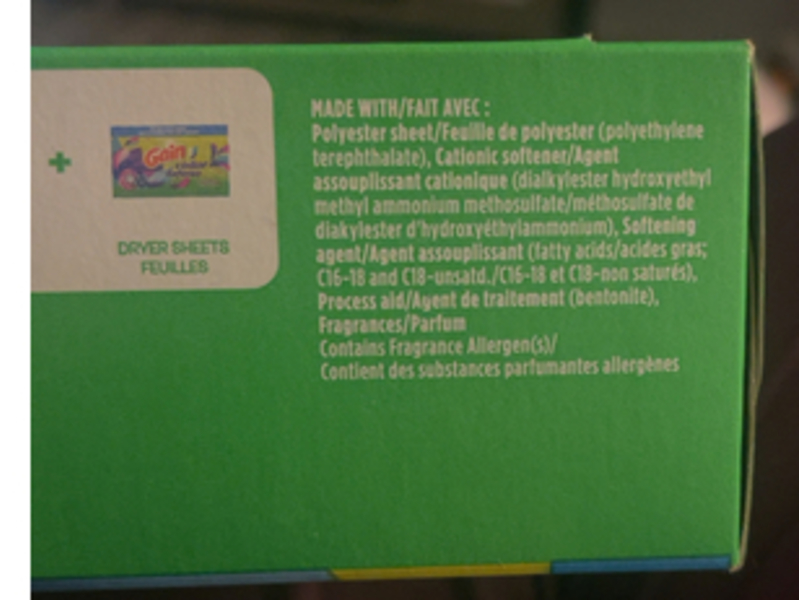 MADE WITH/FAIT AVEC :
Polyester sheet/Feuille de polyester (polyethylene
terephthalate), Cationic softener/Agent
assouplissant cationique (dialkylester hydroxyethyl
methyl ammonium methosulfate/méthosulfate de
diakylester d'hydroxyéthylammonium), Softening
agent/Agent assouplissant (fatty acids/acides gras;
C16-18 and C18-unsatd./C16-18 et C18-non saturés),
Process aid/Agent de traitement (bentonite),
Fragrances/Parfum
Contains Fragrance Allergen(s)/
Contient des substances parfumantes allergènes
+
Gain
DRYER SHEETS
FEUILLES